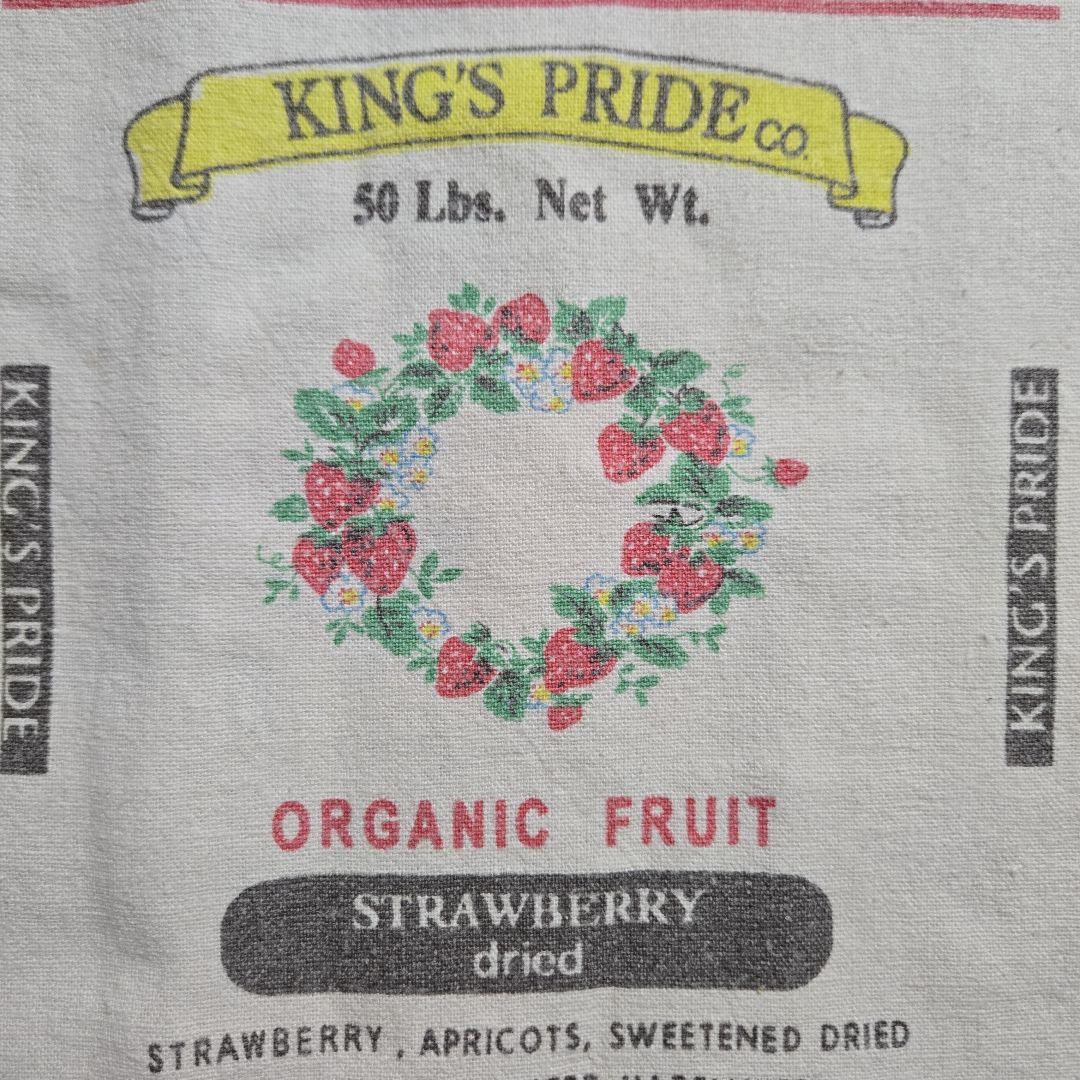 KING'S PRIDE CO.
50 Lbs. Net Wt.
KING'S PRIDE
KING'S PRIDE
ORGANIC FRUIT
STRAWBERRY
dried
STRAWBERRY, APRICOTS, SWEETENED DRIED